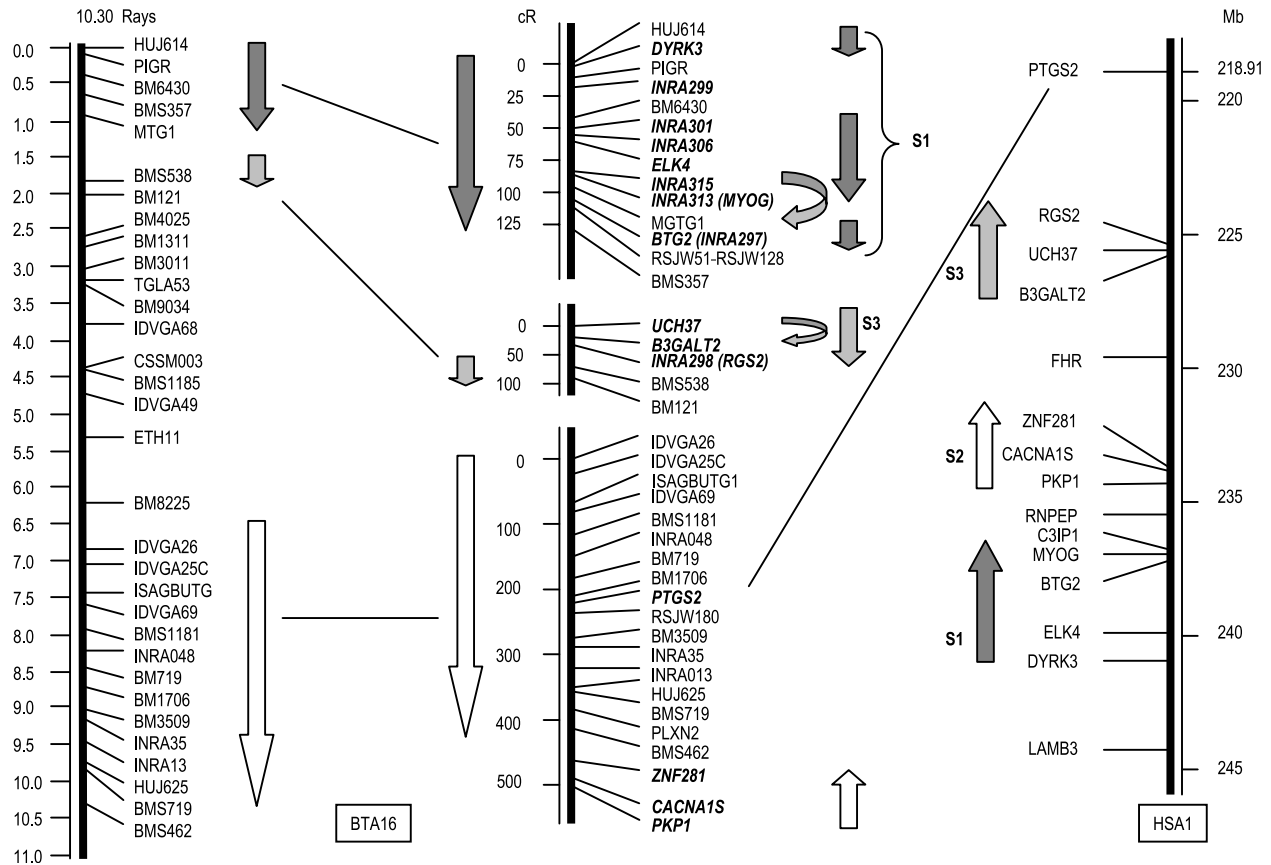 10.30 Rays
0.0
0.5
1.0
1.5
2.0
2.5
3.0
3.5
4.0
4.5
5.0
5.5
6.0
6.5
7.0
7.5
8.0
8.5
9.0
9.5
10.0
10.5
11.0
HUJ614
PIGR
BM6430
BMS357
MTG1
BMS538
BM121
BM4025
BM1311
BM3011
TGLA53
BM9034
IDVGA68
CSSM003
BMS1185
IDVGA49
ETH11
BM8225
IDVGA26
IDVGA25C
ISAGBUTG
IDVGA69
BMS1181
INRA048
BM719
BM1706
BM3509
INRA35
INRA13
HUJ625
BMS719
BMS462
BTA16
cR
0
25
50
75
100
125
HUJ614
DYRK3
PIGR
INRA299
BM6430
INRA301
INRA306
ELK4
INRA315
INRA313 (MYOG)
MGTG1
BTG2 (INRA297)
RSJW51-RSJW128
BMS357
S1
0
50
100
UCH37
B3GALT2
INRA298 (RGS2)
BMS538
BM121
S3
0
100
200
300
400
500
IDVGA26
IDVGA25C
ISAGBUTG1
IDVGA69
BMS1181
INRA048
BM719
BM1706
PTGS2
RSJW180
BM3509
INRA35
INRA013
HUJ625
BMS719
PLXN2
BMS462
ZNF281
CACNA1S
PKP1
Mb
PTGS2
RGS2
UCH37
B3GALT2
FHR
ZNF281
CACNA1S
PKP1
RNPEP
C3IP1
MYOG
BTG2
ELK4
DYRK3
LAMB3
S3
S2
S1
218.91
220
225
230
235
240
245
HSA1